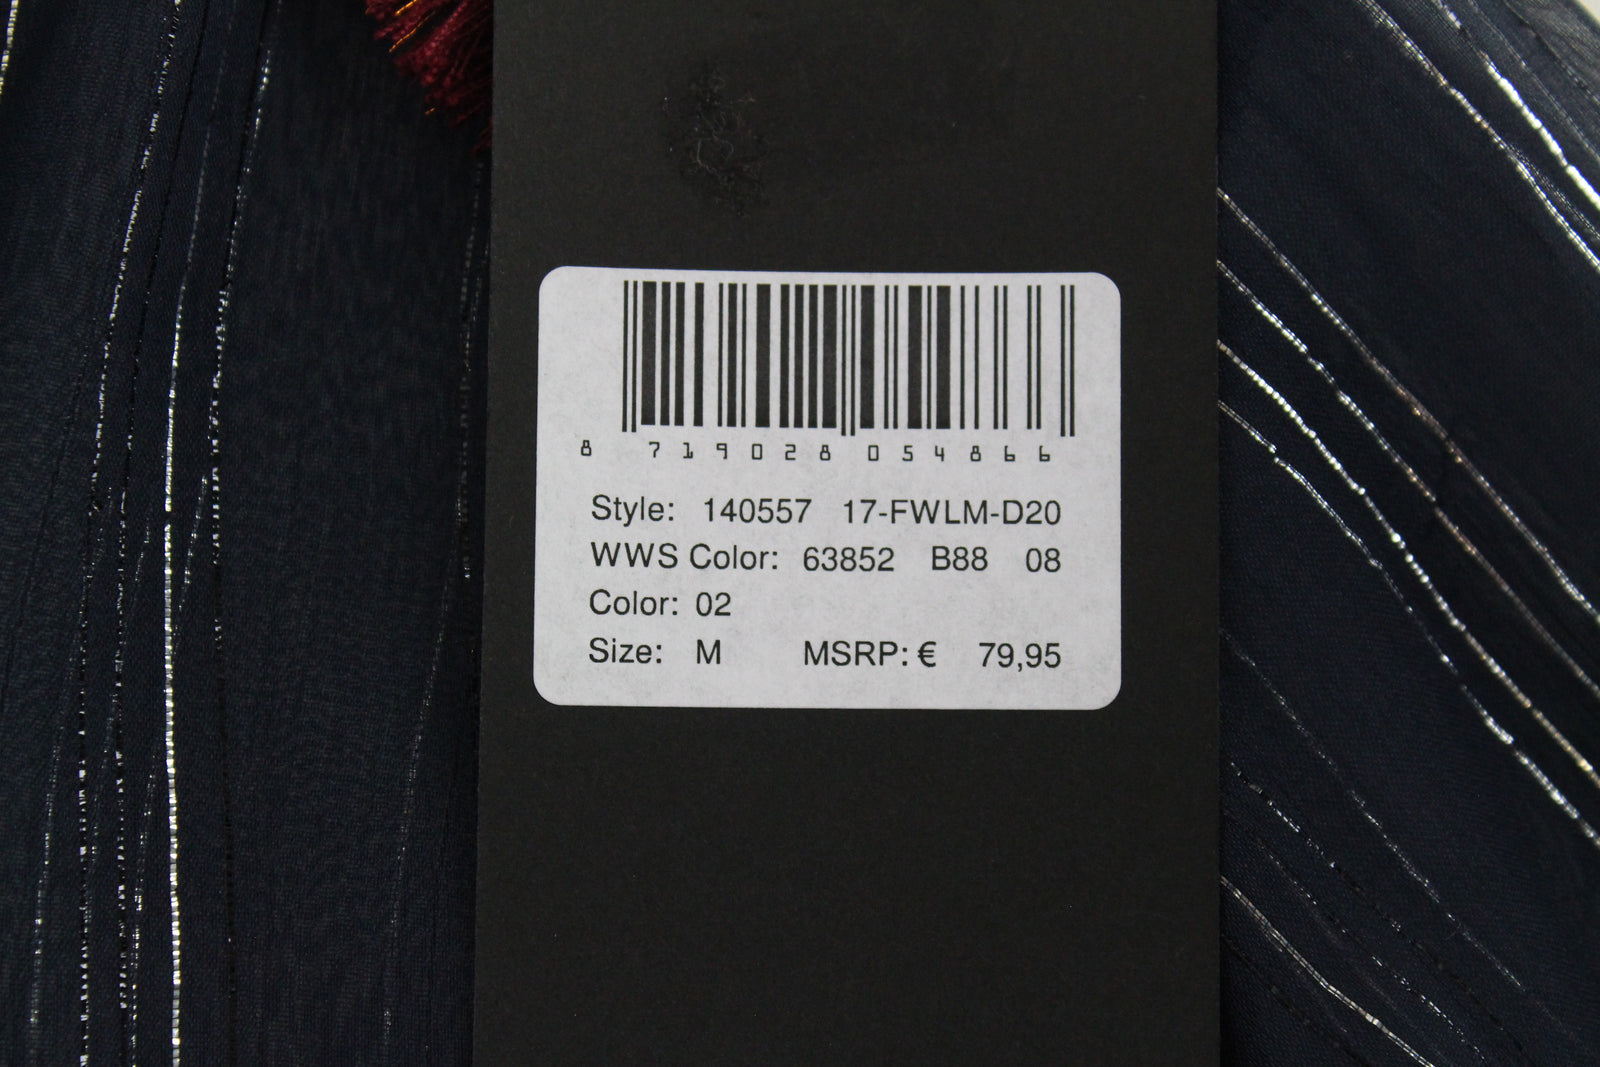 8 719028 054866
Style: 140557 17-FWLM-D20
WWS Color: 63852 B88 08
Color: 02
Size: M MSRP: € 79,95